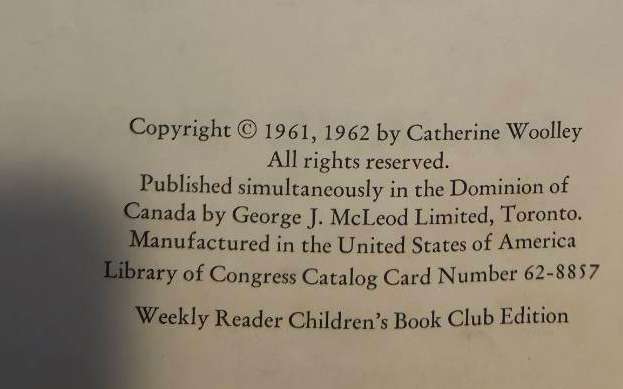 Copyright © 1961, 1962 by Catherine Woolley
All rights reserved.
Published simultaneously in the Dominion of
Canada by George J. McLeod Limited, Toronto.
Manufactured in the United States of America
Library of Congress Catalog Card Number 62-8857
Weekly Reader Children's Book Club Edition